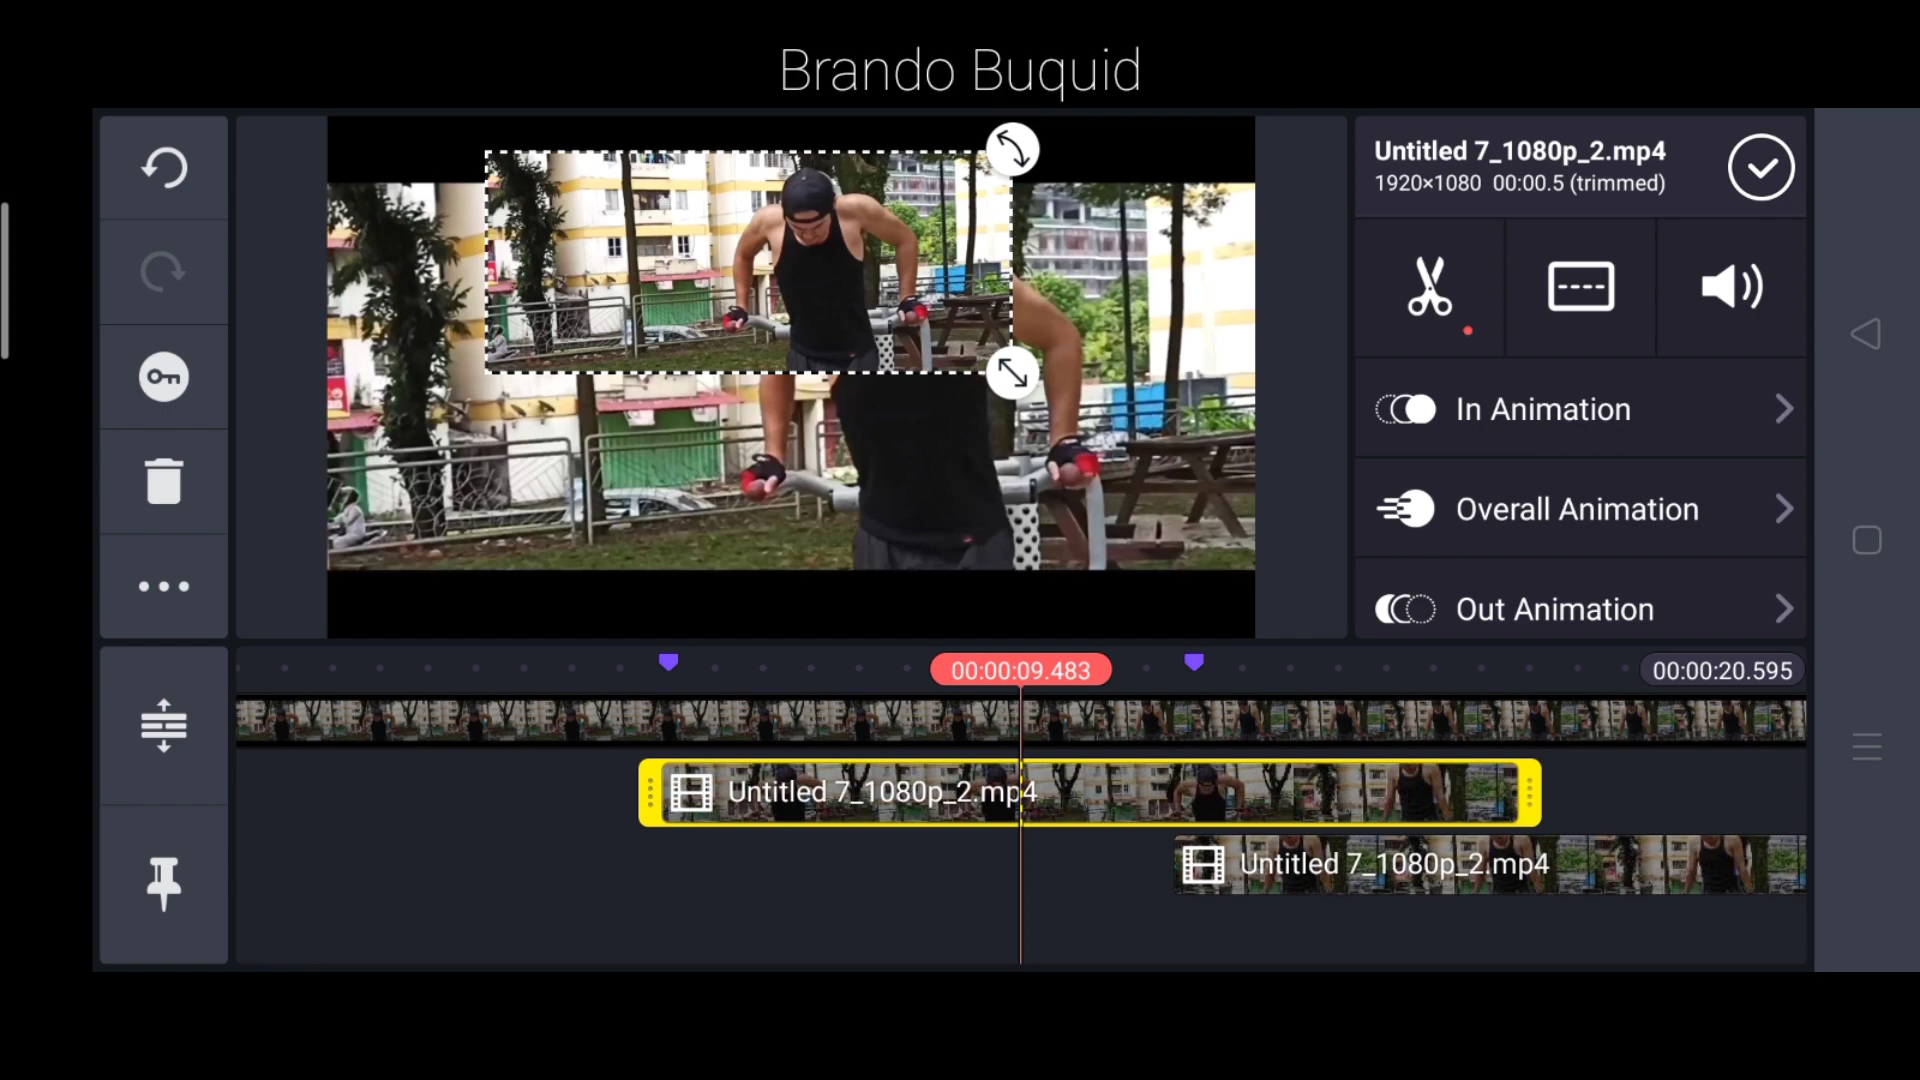 Brando Buquid
Untitled 7_1080p_2.mp4
1920×1080 00:00.5 (trimmed)
In Animation
Overall Animation
Out Animation
00:00:09.483
00:00:20.595
Untitled 7_1080p_2.mp4
Untitled 7_1080p_2.mp4